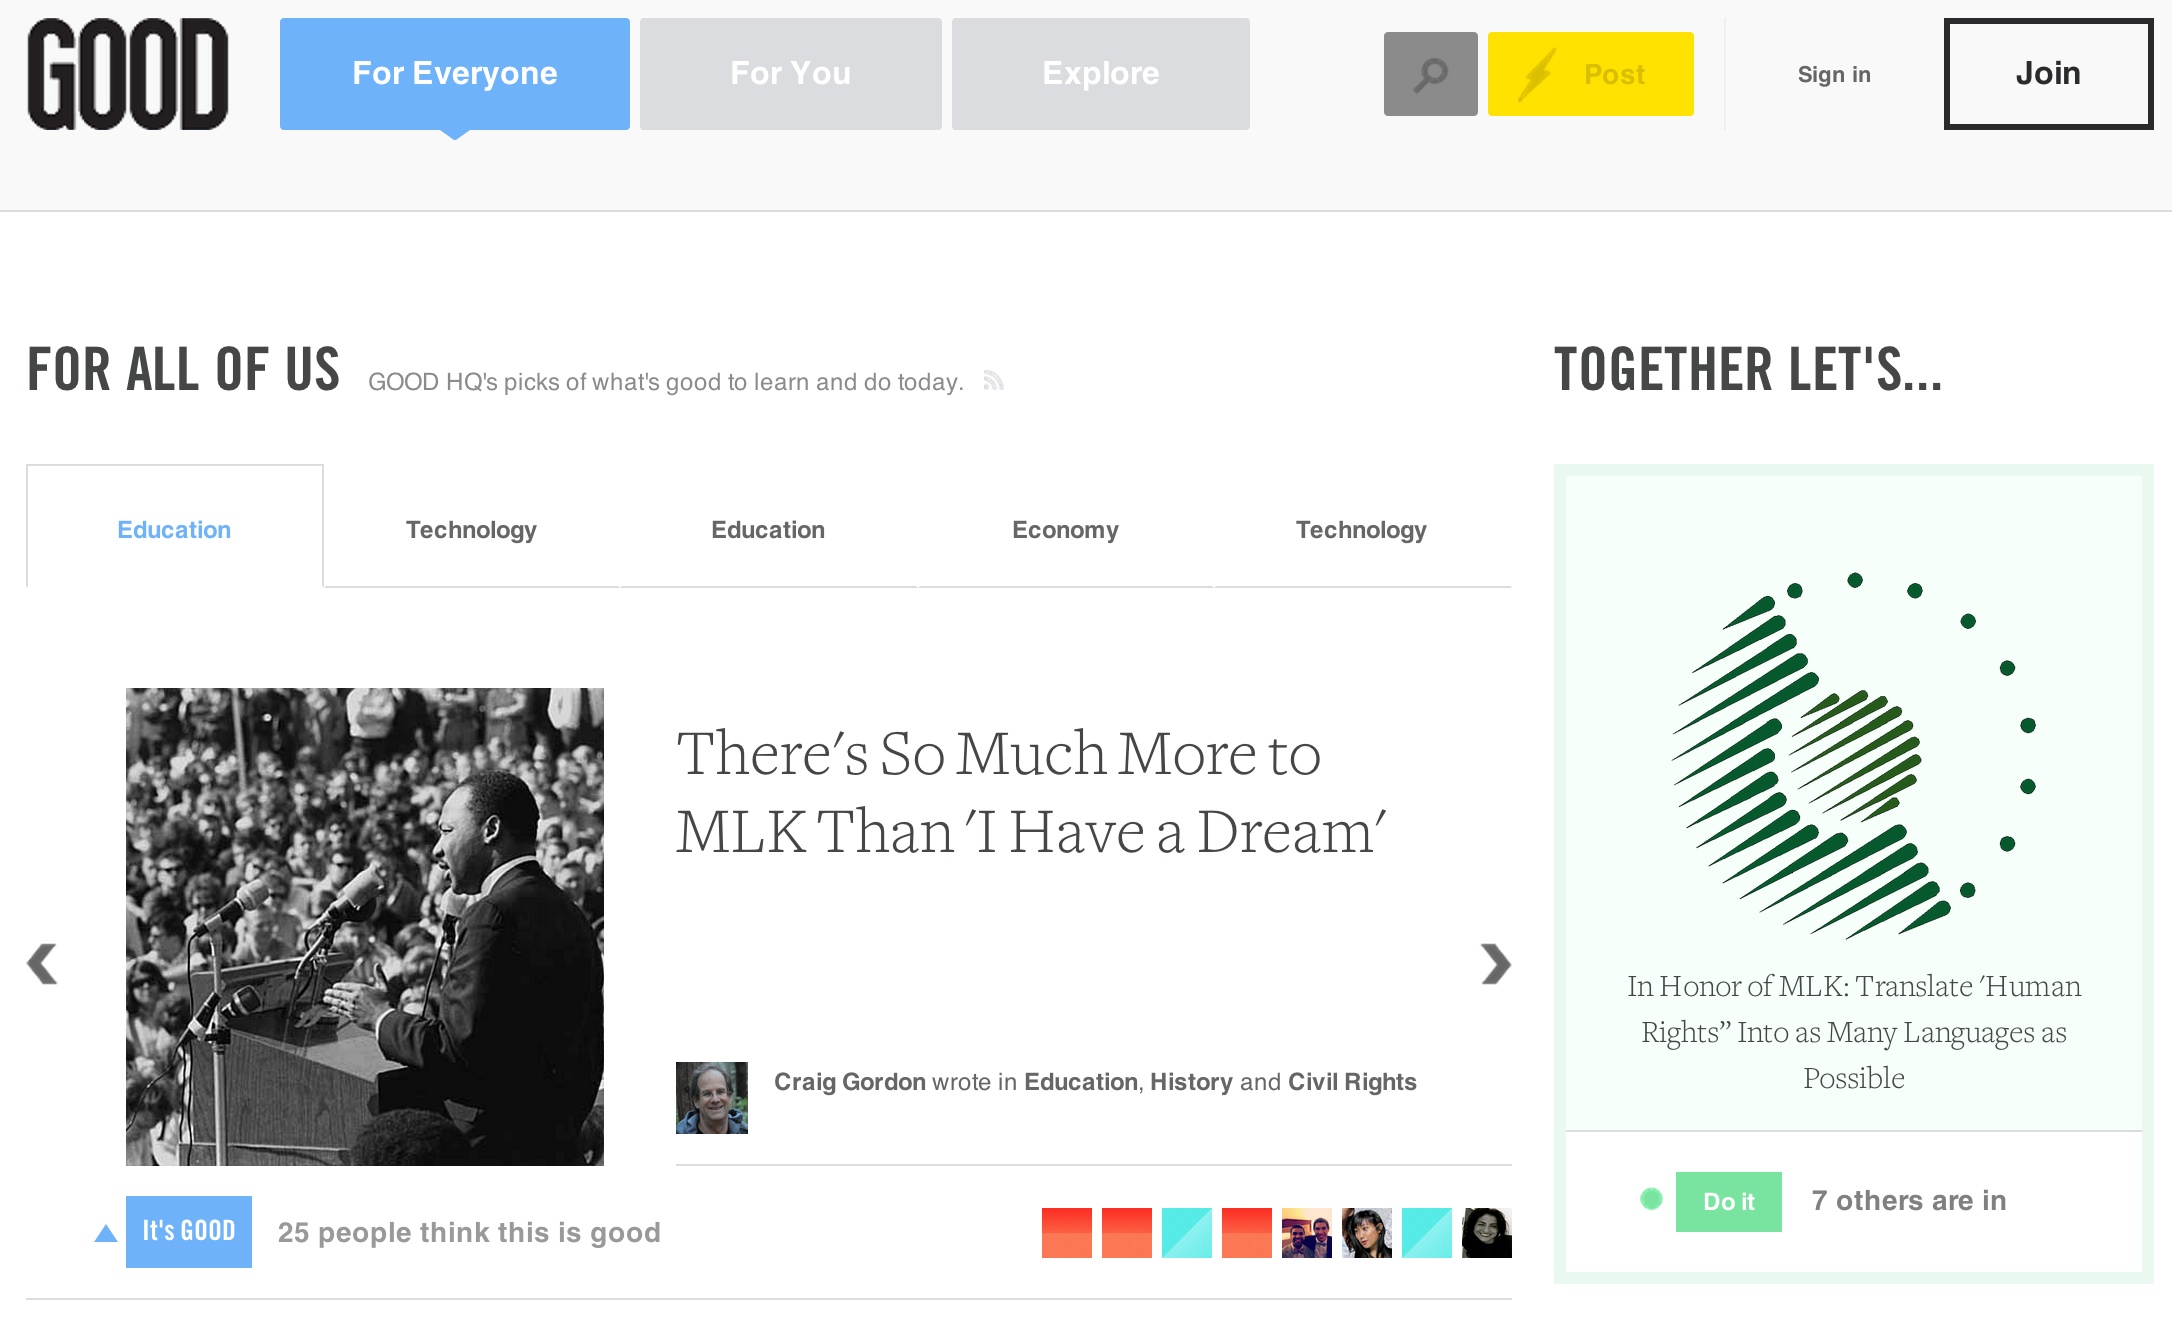 GOOD
For Everyone
For You
Explore
Post
Sign in
Join
FOR ALL OF US
GOOD HQ's picks of what's good to learn and do today.
TOGETHER LET'S...
Education
Technology
Education
Economy
Technology
There's So Much More to
MLK Than 'I Have a Dream'
Craig Gordon wrote in Education, History and Civil Rights
It's GOOD
25 people think this is good
In Honor of MLK: Translate 'Human
Rights” Into as Many Languages as
Possible
Do it
7 others are in